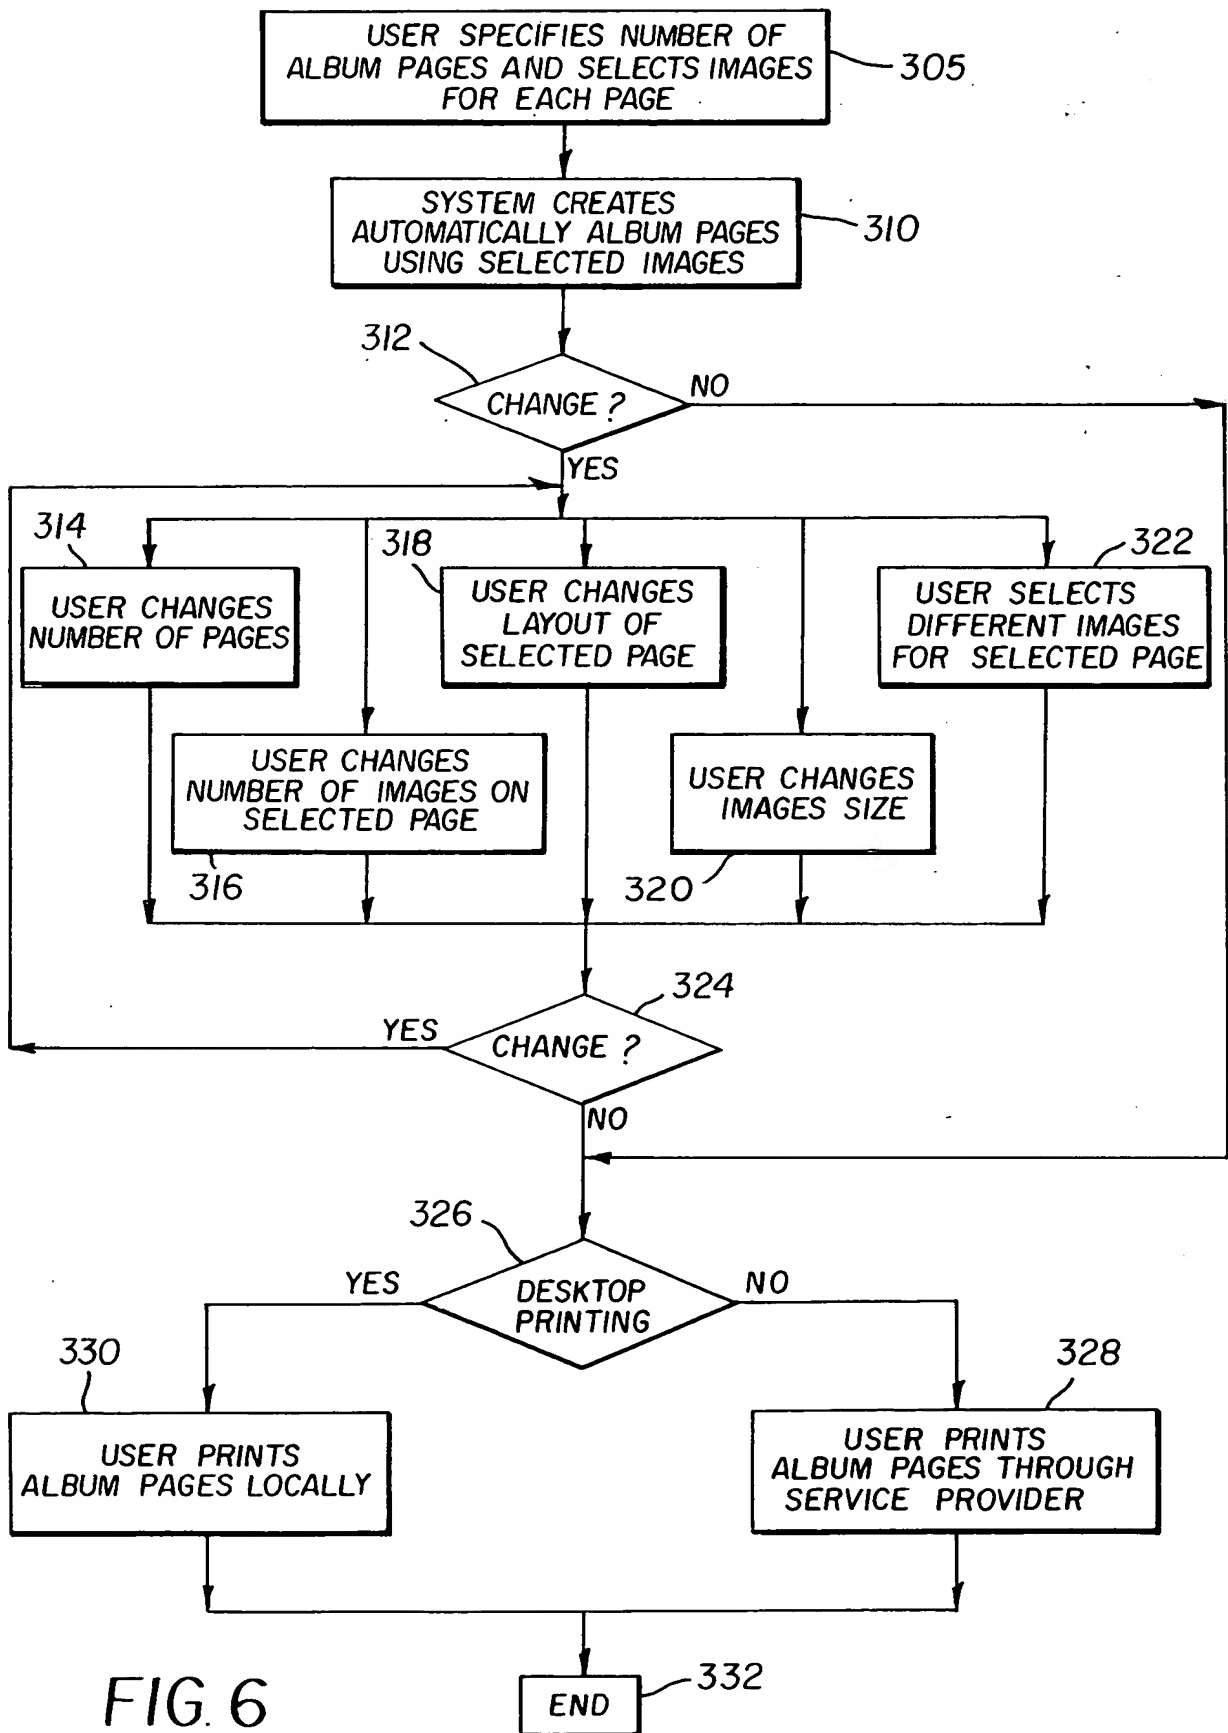 USER SPECIFIES NUMBER OF
ALBUM PAGES AND SELECTS IMAGES
FOR EACH PAGE
305
SYSTEM CREATES
AUTOMATICALLY ALBUM PAGES
USING SELECTED IMAGES
310
312
CHANGE?
NO
YES
314
USER CHANGES
NUMBER OF PAGES
318
USER CHANGES
LAYOUT OF
SELECTED PAGE
322
USER SELECTS
DIFFERENT IMAGES
FOR SELECTED PAGE
USER CHANGES
NUMBER OF IMAGES ON
SELECTED PAGE
316
USER CHANGES
IMAGES SIZE
320
324
CHANGE?
YES
NO
326
DESKTOP
PRINTING
YES
NO
330
USER PRINTS
ALBUM PAGES LOCALLY
328
USER PRINTS
ALBUM PAGES THROUGH
SERVICE PROVIDER
END
332
FIG. 6